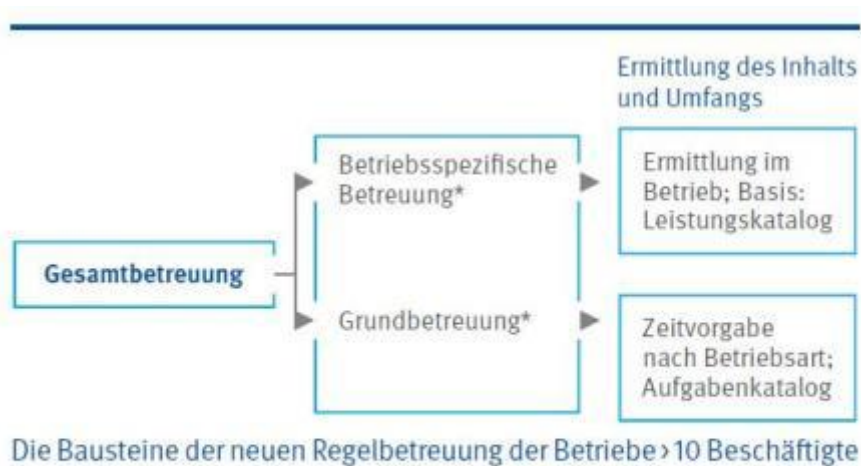 Ermittlung des Inhalts
und Umfangs
Betriebsspezifische
Betreuung*
Ermittlung im
Betrieb; Basis:
Leistungskatalog
Gesamtbetreuung
Grundbetreuung*
Zeitvorgabe
nach Betriebsart;
Aufgabenkatalog
Die Bausteine der neuen Regelbetreuung der Betriebe >10 Beschäftigte